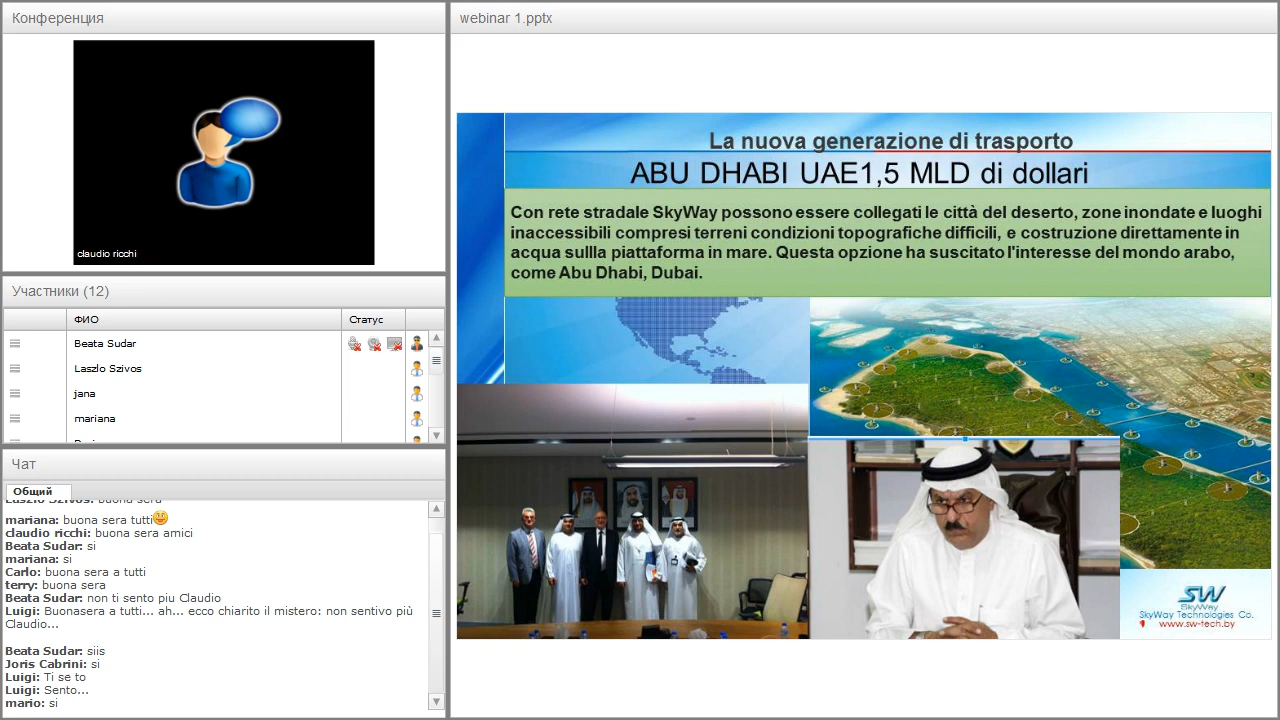 Конференция
claudio ricchi
Участники (12)
ФИО
Статус
Beata Sudar
Laszlo Szivos
jana
mariana
Чат
Общий
Laszlo Szivos: buona sera
mariana: buona sera tutti
claudio ricchi: buona sera amici
Beata Sudar: si
mariana: si
Carlo: buona sera a tutti
terry: buona sera
Beata Sudar: non ti sento piu Claudio
Luigi: Buonasera a tutti... ah... ecco chiarito il mistero: non sentivo più
Claudio...
Beata Sudar: siis
Joris Cabrini: si
Luigi: Ti se to
Luigi: Sento...
mario: si
webinar 1.pptx
La nuova generazione di trasporto
ABU DHABI UAE1,5 MLD di dollari
Con rete stradale SkyWay possono essere collegati le città del deserto, zone inondate e luoghi
inaccessibili compresi terreni condizioni topografiche difficili, e costruzione direttamente in
acqua sullla piattaforma in mare. Questa opzione ha suscitato l'interesse del mondo arabo,
come Abu Dhabi, Dubai.
SW
SkyWay
SkyWay Technologies Co.
www.sw-tech.by